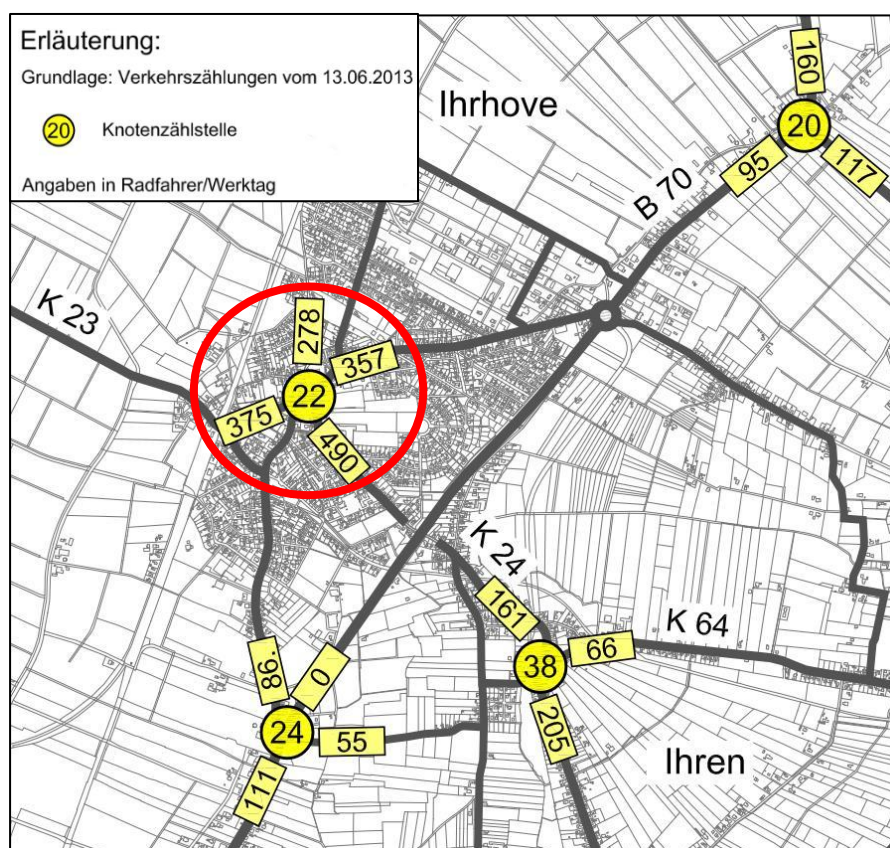 Erläuterung:
Grundlage: Verkehrszählungen vom 13.06.2013
20 Knotenzählstelle
Angaben in Radfahrer/Werktag
Ihrhove
160
20
95
117
B 70
K 23
278
357
22
375
490
K 24
161
K 64
66
38
205
86.
0
24
55
111
Ihren